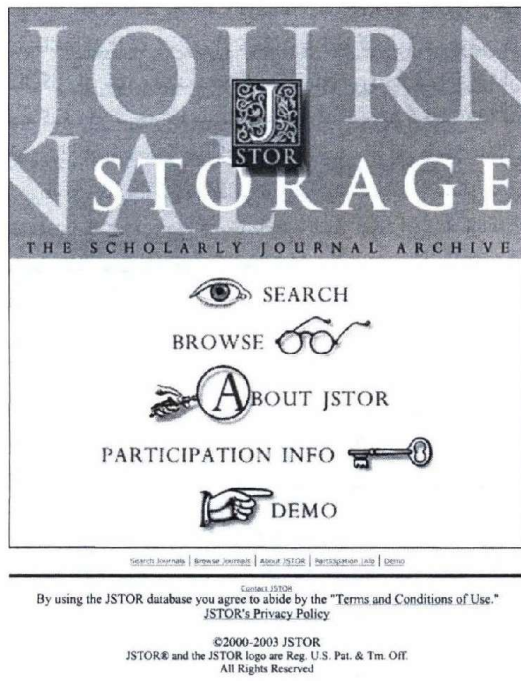 JOURNAL
STORAGE
J
STOR
THE SCHOLARLY JOURNAL ARCHIVE
SEARCH
BROWSE
ABOUT JSTOR
PARTICIPATION INFO
DEMO
Search Journals | Browse Journals | About JSTOR | Participation Info | Demo
Contact JSTOR
By using the JSTOR database you agree to abide by the "Terms and Conditions of Use."
JSTOR's Privacy Policy
©2000-2003 JSTOR
JSTOR® and the JSTOR logo are Reg. U.S. Pat. & Tm. Off.
All Rights Reserved